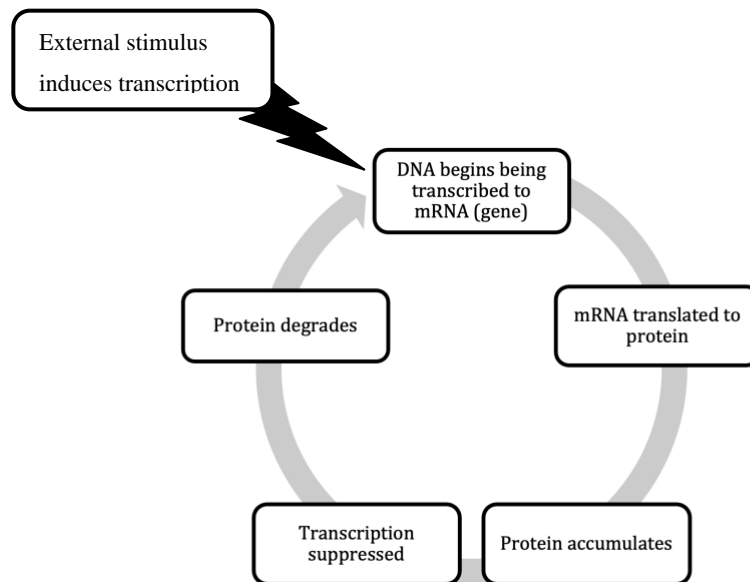 External stimulus
induces transcription
DNA begins being
transcribed to
mRNA (gene)
mRNA translated to
protein
Protein accumulates
Transcription
suppressed
Protein degrades